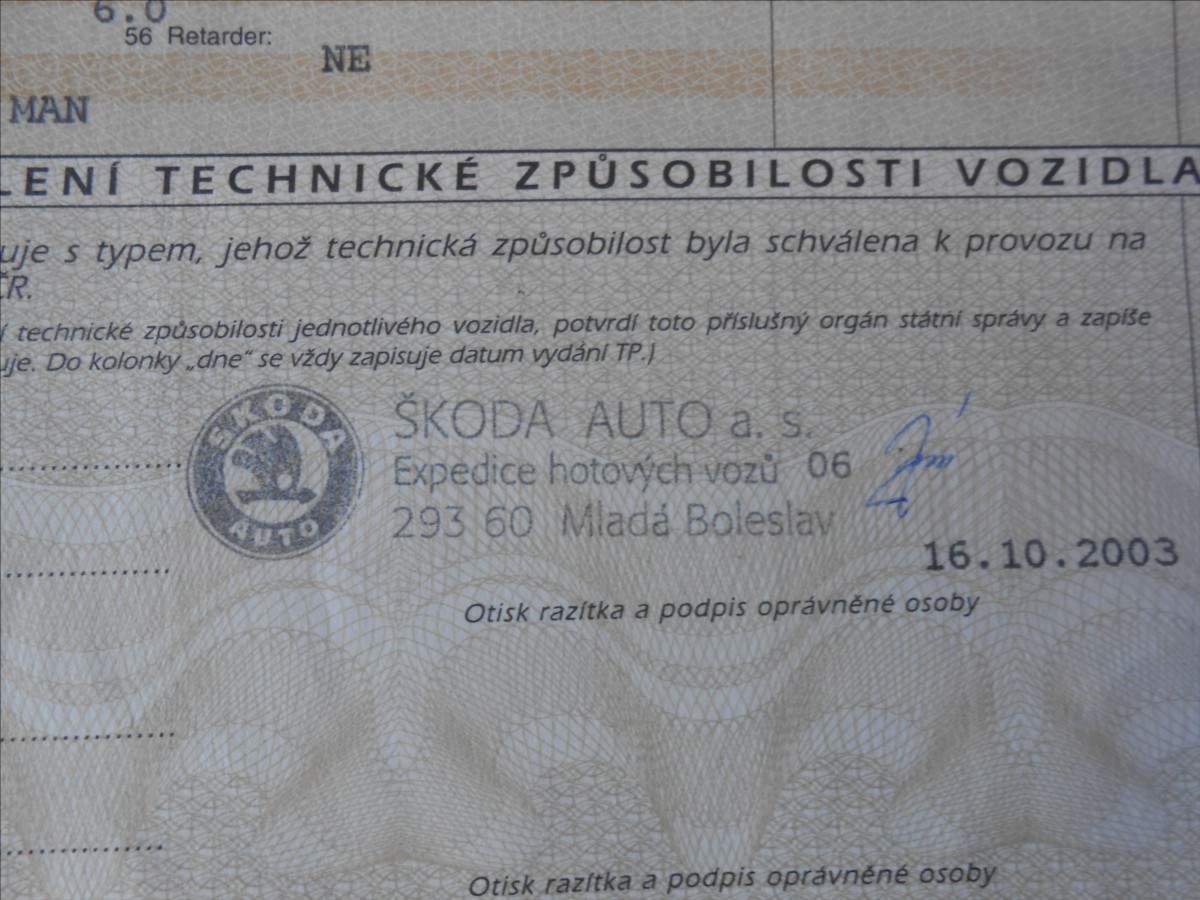 6.0
56 Retarder:
NE
MAN
LENÍ TECHNICKÉ ZPŮSOBILOSTI VOZIDLA
uje s typem, jehož technická způsobilost byla schválena k provozu na
ČR.
í technické způsobilosti jednotlivého vozidla, potvrdí toto příslušný orgán státní správy a zapíše
uje. Do kolonky „dne“ se vždy zapisuje datum vydání TP.)
ŠKODA
AUTO
ŠKODA AUTO a. s.
Expedice hotových vozů 06
293 60 Mladá Boleslav
16.10.2003
Otisk razítka a podpis oprávněné osoby
Otisk razítka a podpis oprávněné osoby